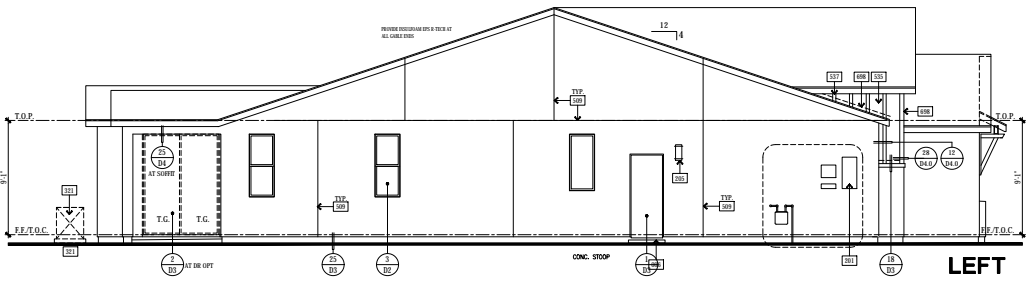 PROVIDE INSULFOAM EPS R-TECH AT
ALL GABLE ENDS
12
4
537
698
535
TYP.
509
698
T.O.P.
T.O.P.
25
D4
AT SOFFIT
28
D4.0
12
D4.0
205
9'-1"
9'-1"
321
T.G.
T.G.
TYP.
509
TYP.
509
F.F./T.O.C.
F.F./T.O.C.
321
2
D3
AT DR OPT
25
D3
3
D2
CONC. STOOP
1
D3
201
18
D3
LEFT